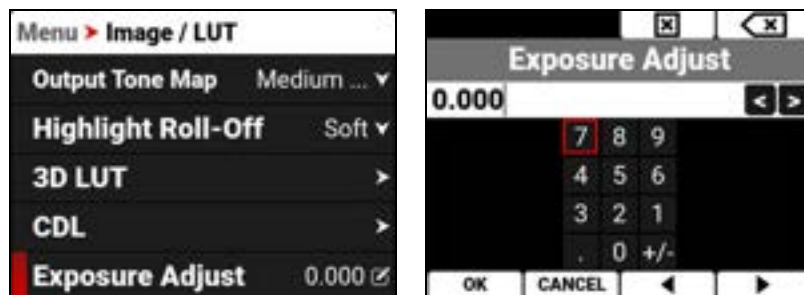 Menu > Image / LUT
Output Tone Map Medium ...
Highlight Roll-Off Soft
3D LUT >
CDL >
Exposure Adjust 0.000
Exposure Adjust
0.000 < >
7 8 9
4 5 6
3 2 1
. 0 +/-
OK CANCEL